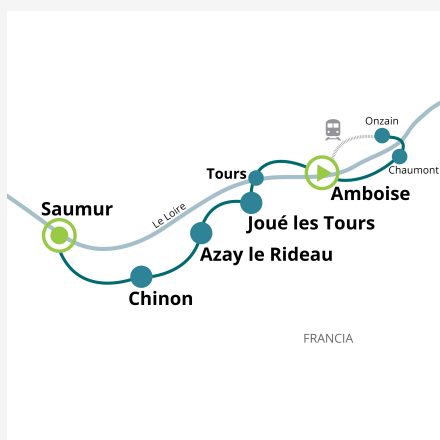 Onzain
Chaumont
Tours
Amboise
Saumur
Le Loire
Joué les Tours
Azay le Rideau
Chinon
FRANCIA